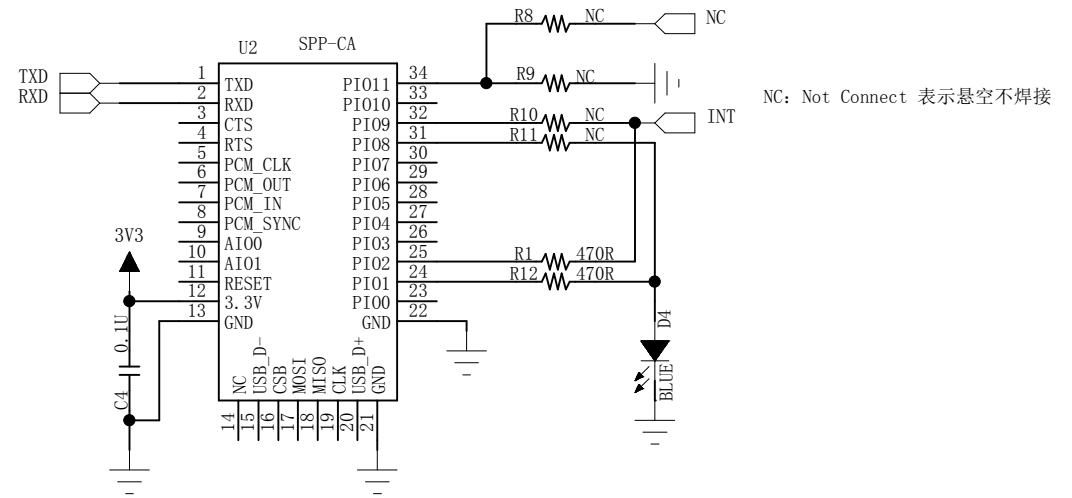 R8 NC NC
U2 SPP-CA
TXD 1 TXD PIO11 34 R9 NC
RXD 2 RXD PIO10 33
NC: Not Connect 表示悬空不焊接
3 CTS PIO9 32 R10 NC INT
4 RTS PIO8 31 R11 NC
5 PCM_CLK PIO7 30
6 PCM_OUT PIO6 29
7 PCM_IN PIO5 28
8 PCM_SYNC PIO4 27
3V3
9 AIO0 PIO3 26
10 AIO1 PIO2 25 R1 470R
11 RESET PIO1 24 R12 470R
12 3.3V PIO0 23
13 GND GND 22
0.1U
C4
D4
BLUE
NC
USB_D-
CSB
MOSI
MISO
CLK
USB_D+
GND
14
15
16
17
18
19
20
21